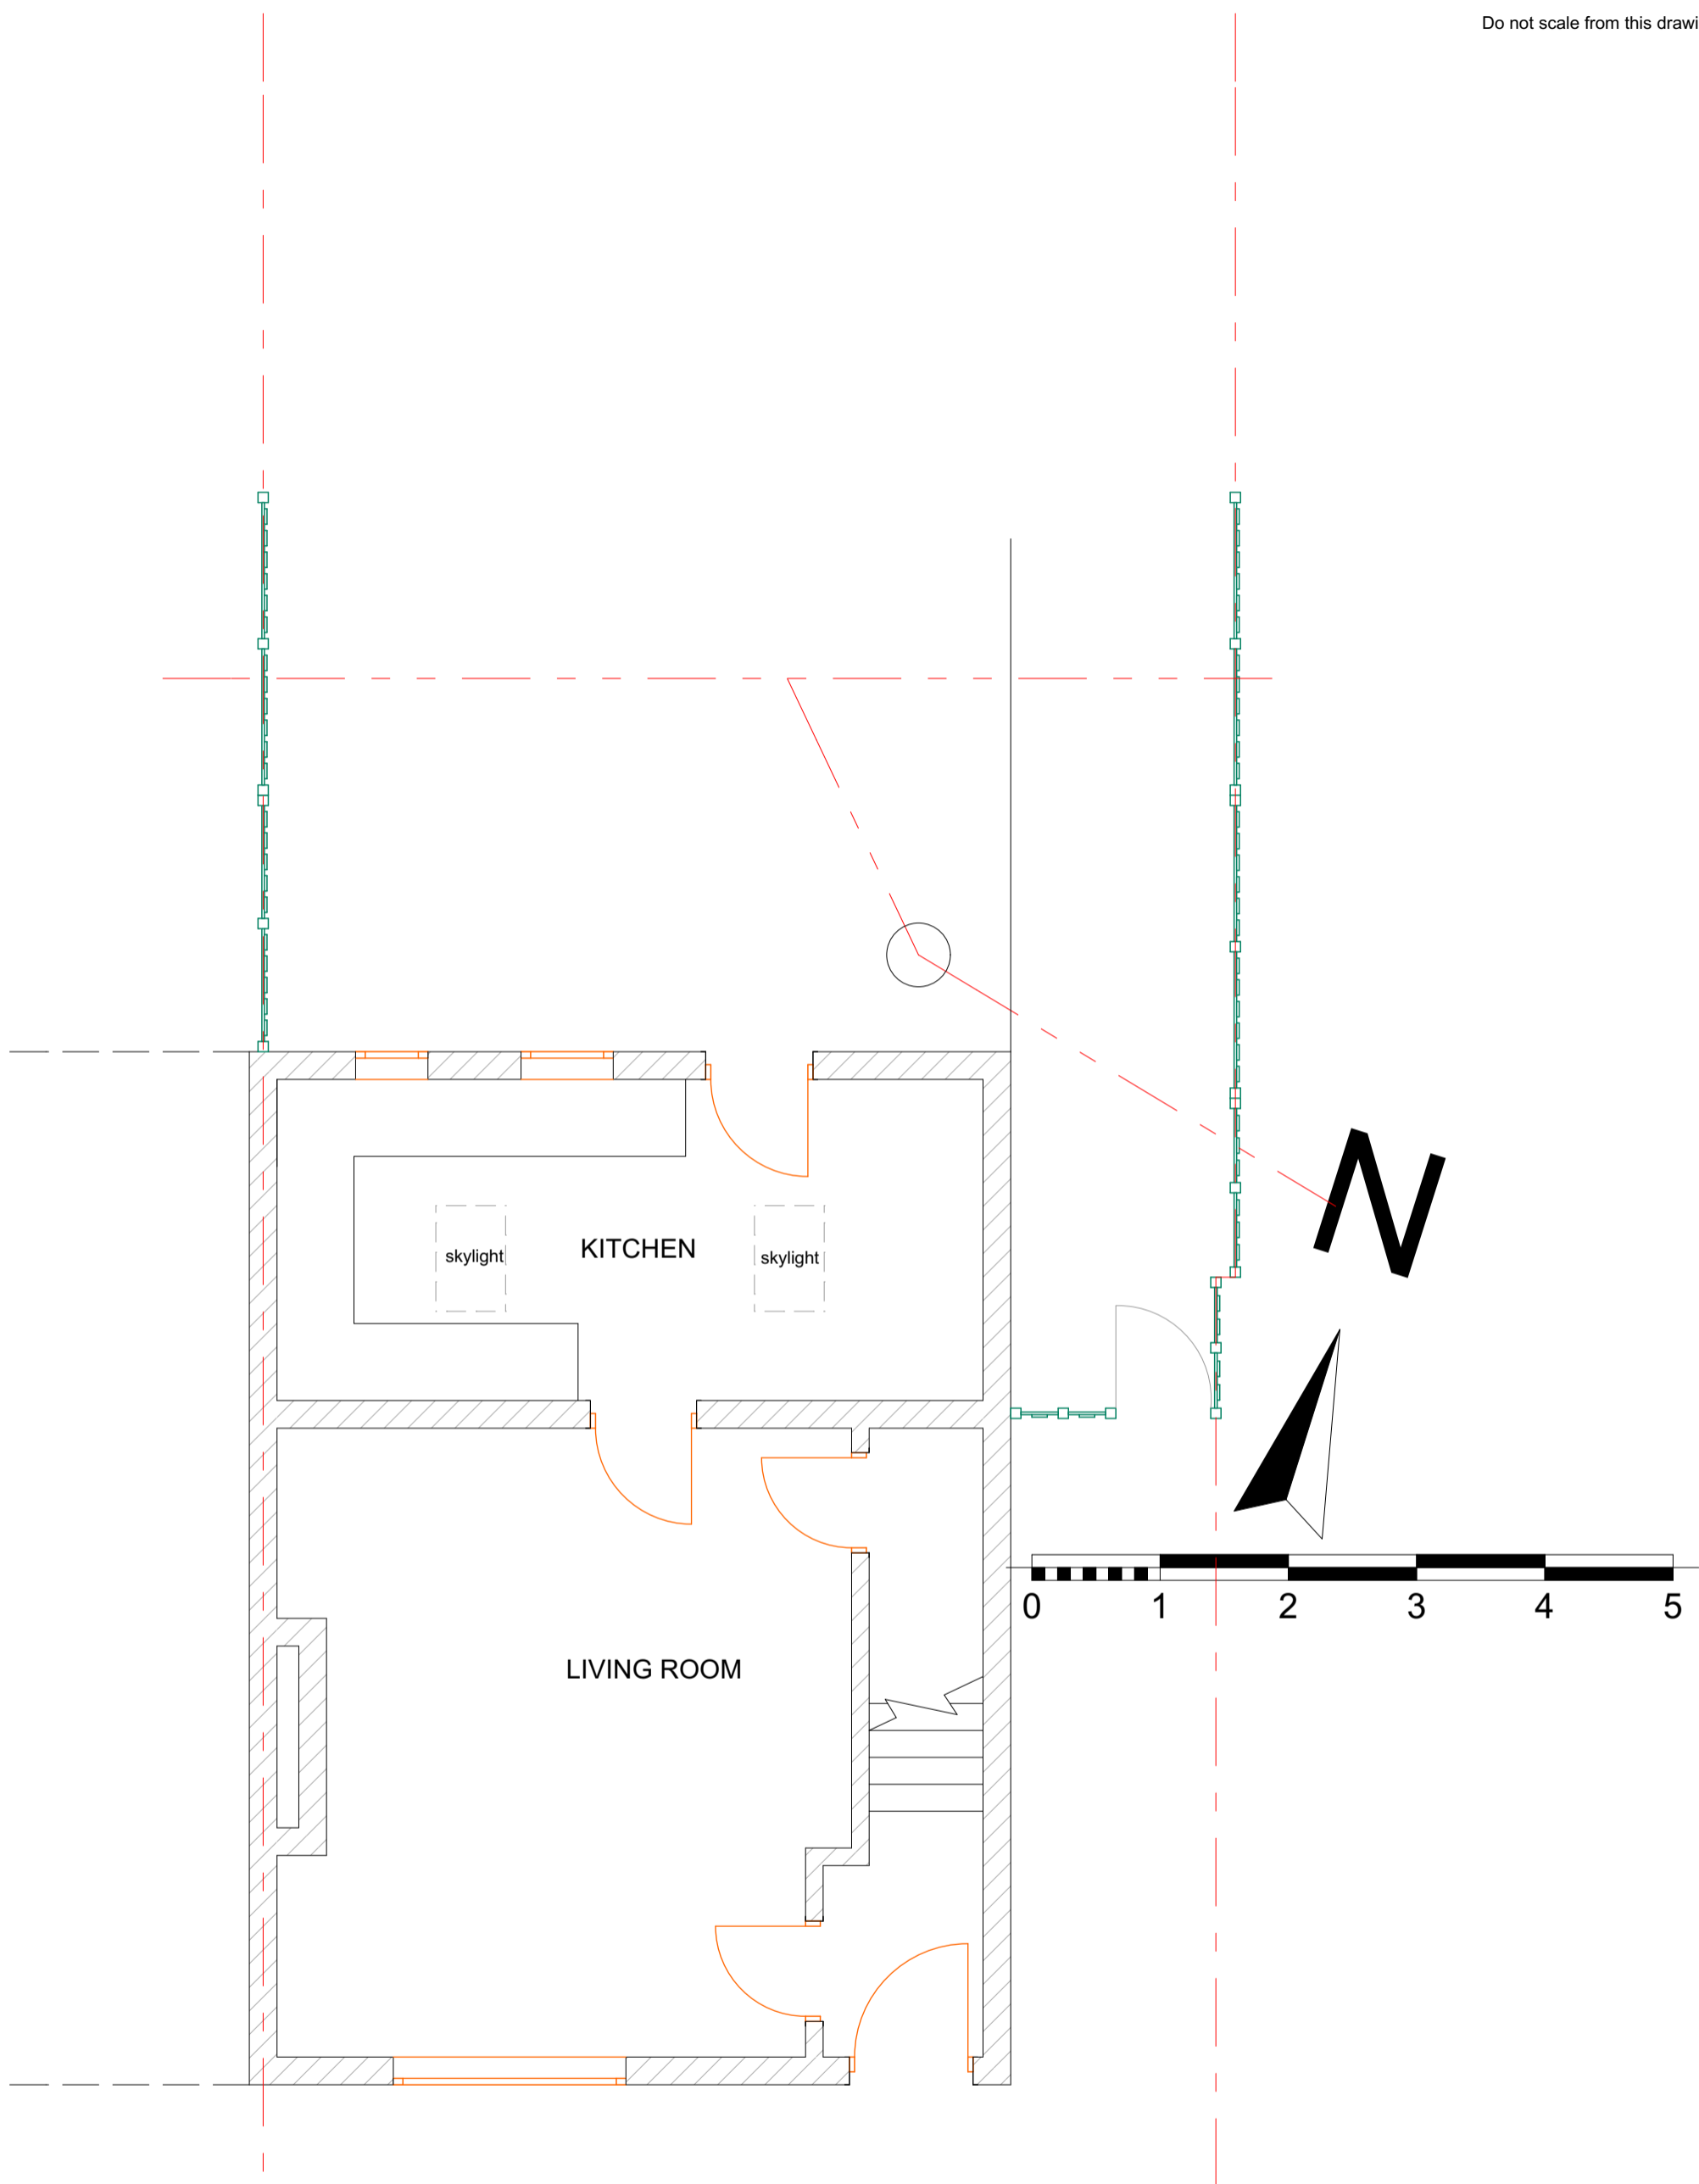 Do not scale from this drawi
N
skylight
KITCHEN
skylight
0 1 2 3 4 5
LIVING ROOM